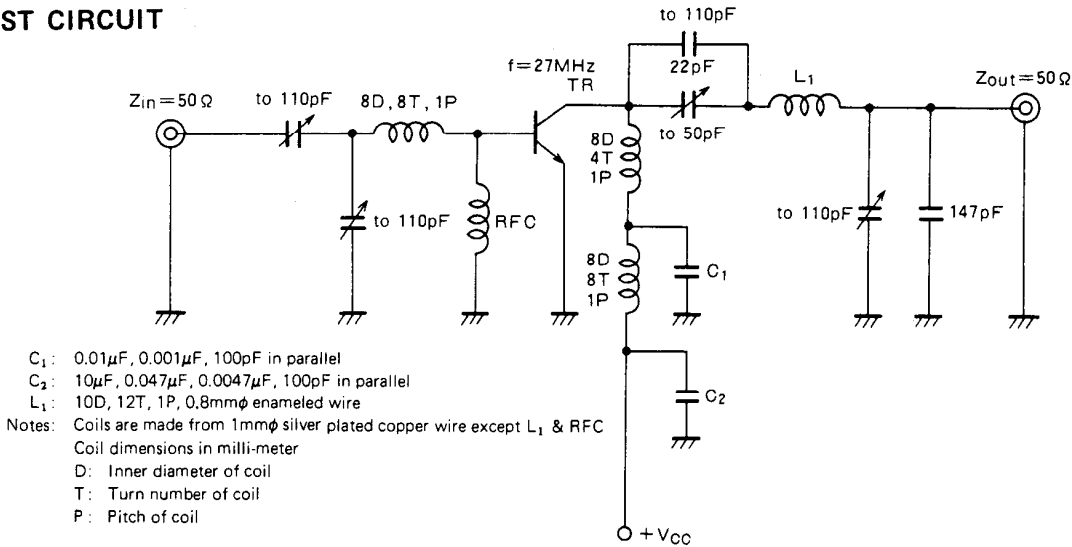 ST CIRCUIT
to 110pF
22pF
f=27MHz
TR
L₁
Zin=50Ω
to 110pF
8D, 8T, 1P
to 50pF
Zout=50Ω
8D
4T
1P
to 110pF
RFC
to 110pF
147pF
8D
8T
1P
C₁
C₂
+Vcc
C₁: 0.01μF, 0.001μF, 100pF in parallel
C₂: 10μF, 0.047μF, 0.0047μF, 100pF in parallel
L₁: 10D, 12T, 1P, 0.8mmφ enameled wire
Notes: Coils are made from 1mmφ silver plated copper wire except L₁ & RFC
Coil dimensions in milli-meter
D: Inner diameter of coil
T: Turn number of coil
P: Pitch of coil